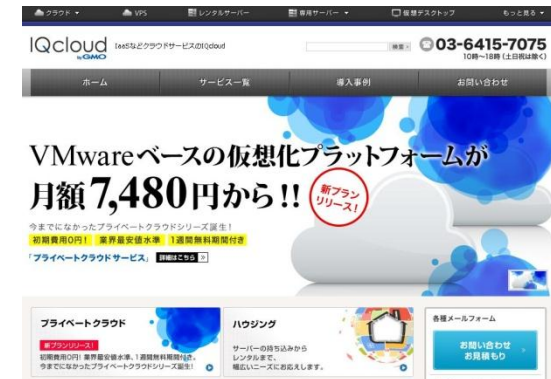 クラウド
VPS
レンタルサーバー
専用サーバー
仮想デスクトップ
もっと見る
IQcloud
by GMO
IaaSなどクラウドサービスのIQcloud
検索
03-6415-7075
10時〜18時 (土日祝は除く)
ホーム
サービス一覧
導入事例
お問い合わせ
VMwareベースの仮想化プラットフォームが
月額7,480円から!!
新プラン
リリース!
今までになかったプライベートクラウドシリーズ誕生!
初期費用0円! 業界最安値水準 1週間無料期間付き
「プライベートクラウドサービス」 詳細はこちら »
プライベートクラウド
新プランリリース!
初期費用0円! 業界最安値水準、1週間無料期間付き。
今までになかったプライベートクラウドシリーズ誕生!
ハウジング
サーバーの持ち込みから
レンタルまで、
幅広いニーズにお応えします。
各種メールフォーム
お問い合わせ
お見積もり